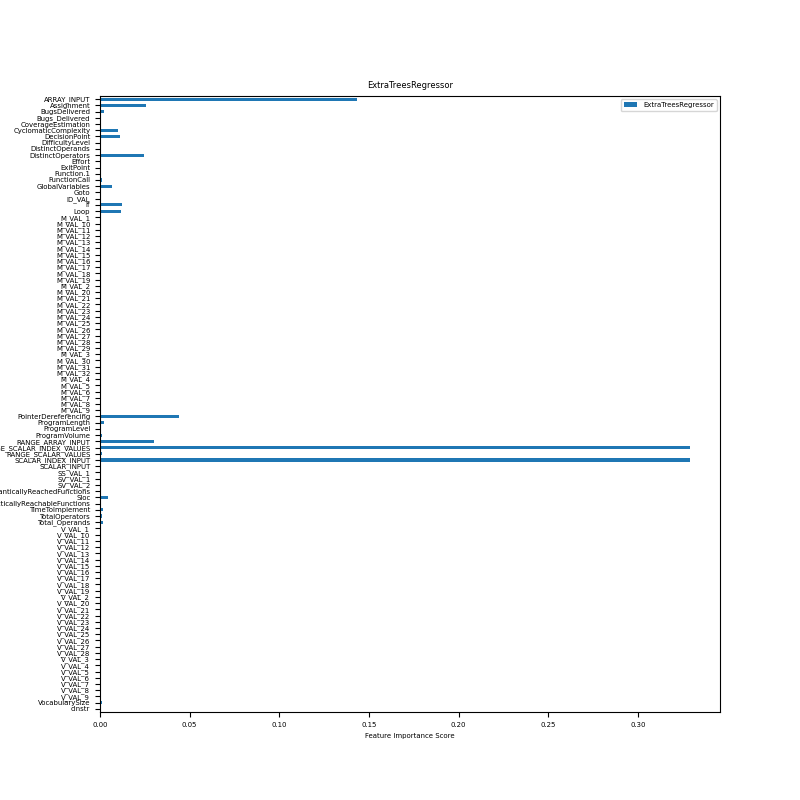 ExtraTreesRegressor
ExtraTreesRegressor
ARRAY_INPUT
Assignment
BugsDelivered
Bugs_Delivered
CoverageEstimation
CyclomaticComplexity
DecisionPoint
DifficultyLevel
DistinctOperands
DistinctOperators
Effort
ExitPoint
Function.1
FunctionCall
GlobalVariables
Goto
ID_VAL
If
Loop
M_VAL_1
M_VAL_10
M_VAL_11
M_VAL_12
M_VAL_13
M_VAL_14
M_VAL_15
M_VAL_16
M_VAL_17
M_VAL_18
M_VAL_19
M_VAL_2
M_VAL_20
M_VAL_21
M_VAL_22
M_VAL_23
M_VAL_24
M_VAL_25
M_VAL_26
M_VAL_27
M_VAL_28
M_VAL_29
M_VAL_3
M_VAL_30
M_VAL_31
M_VAL_32
M_VAL_4
M_VAL_5
M_VAL_6
M_VAL_7
M_VAL_8
M_VAL_9
PointerDereferencing
ProgramLength
ProgramLevel
ProgramVolume
RANGE_ARRAY_INPUT
E_SCALAR_INDEX_VALUES
RANGE_SCALAR_VALUES
SCALAR_INDEX_INPUT
SCALAR_INPUT
SS_VAL_1
SV_VAL_1
SV_VAL_2
anticallyReachedFunctions
Sloc
ticallyReachableFunctions
TimeToImplement
TotalOperators
Total_Operands
V_VAL_1
V_VAL_10
V_VAL_11
V_VAL_12
V_VAL_13
V_VAL_14
V_VAL_15
V_VAL_16
V_VAL_17
V_VAL_18
V_VAL_19
V_VAL_2
V_VAL_20
V_VAL_21
V_VAL_22
V_VAL_23
V_VAL_24
V_VAL_25
V_VAL_26
V_VAL_27
V_VAL_28
V_VAL_3
V_VAL_4
V_VAL_5
V_VAL_6
V_VAL_7
V_VAL_8
V_VAL_9
VocabularySize
cinstr
0.00 0.05 0.10 0.15 0.20 0.25 0.30
Feature Importance Score